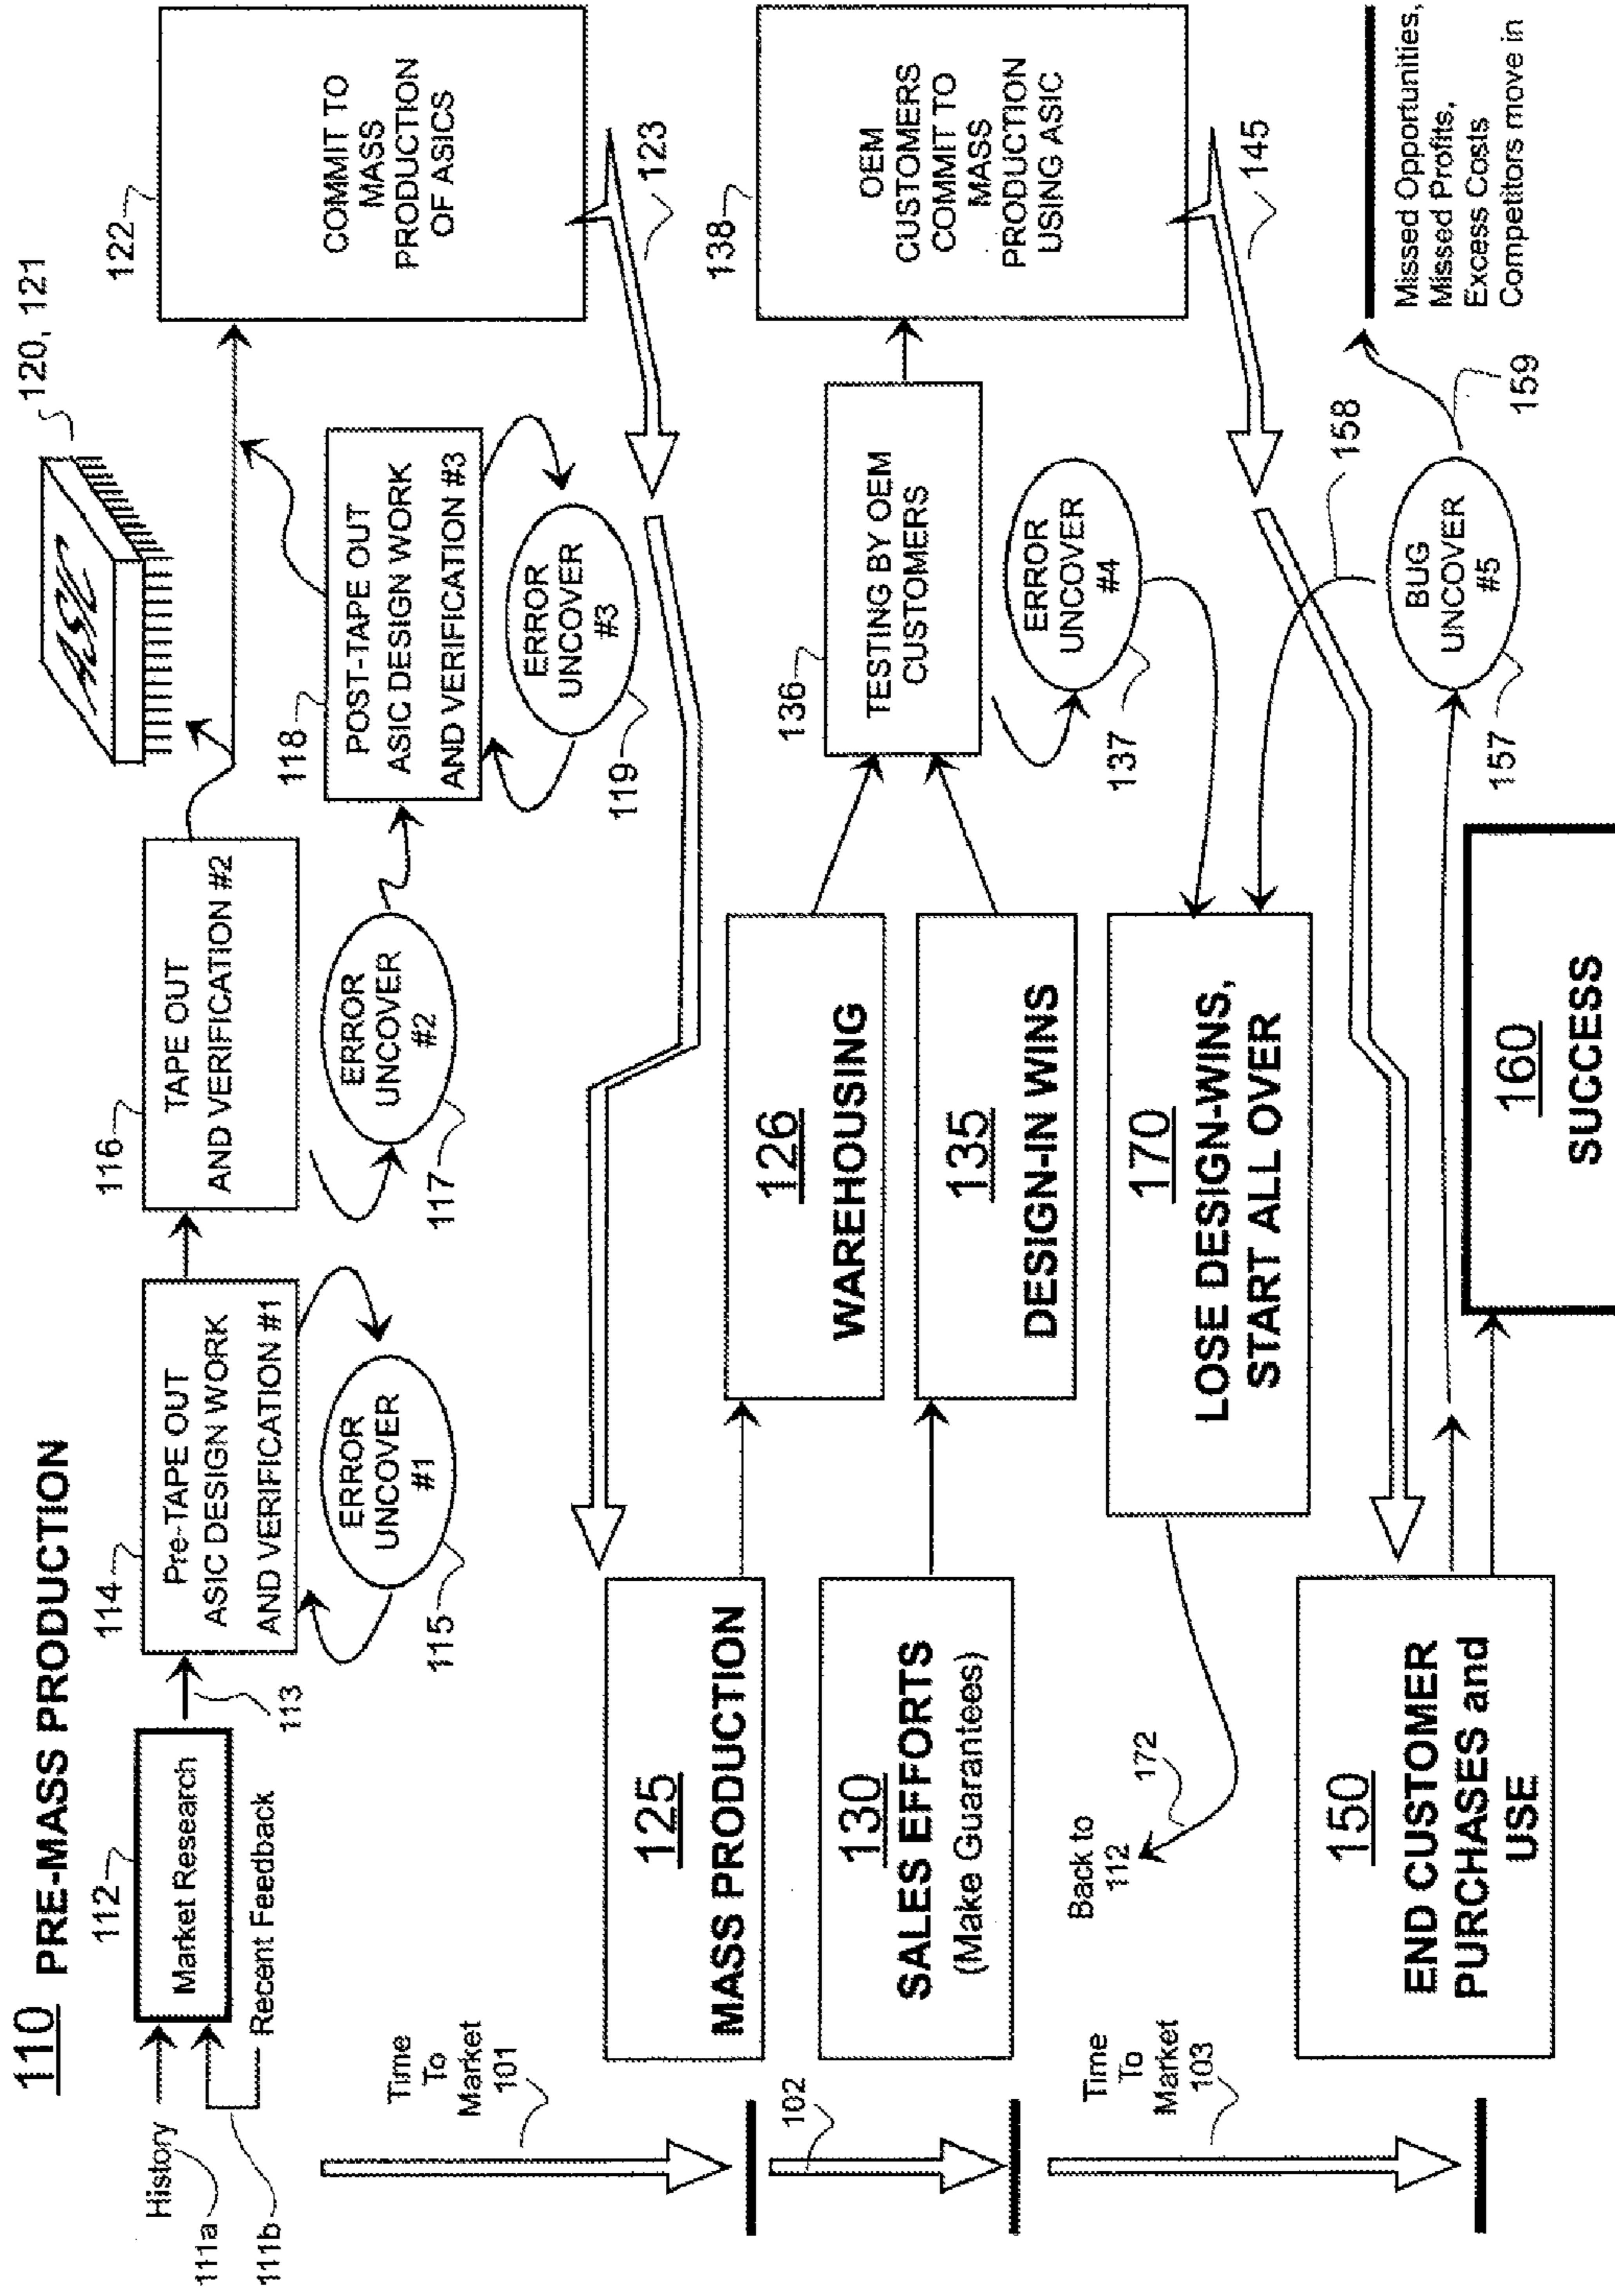 110 PRE-MASS PRODUCTION
History
111a
111b
Recent Feedback
112
Market Research
113
114
Pre-TAPE OUT
ASIC DESIGN WORK
AND VERIFICATION #1
ERROR
UNCOVER
#1
115
116
TAPE OUT
AND VERIFICATION #2
ERROR
UNCOVER
#2
117
118
POST-TAPE OUT
ASIC DESIGN WORK
AND VERIFICATION #3
ERROR
UNCOVER
#3
119
ASIC
120, 121
122
COMMIT TO
MASS
PRODUCTION
OF ASICS
123
Time
To
Market
101
125
MASS PRODUCTION
126
WAREHOUSING
102
130
SALES EFFORTS
(Make Guarantees)
135
DESIGN-IN WINS
136
TESTING BY OEM
CUSTOMERS
ERROR
UNCOVER
#4
137
138
OEM
CUSTOMERS
COMMIT TO
MASS
PRODUCTION
USING ASIC
145
Time
To
Market
103
Back to
112
172
170
LOSE DESIGN-WINS,
START ALL OVER
158
150
END CUSTOMER
PURCHASES and
USE
BUG
UNCOVER
#5
157
159
Missed Opportunities,
Missed Profits,
Excess Costs
Competitors move in
160
SUCCESS